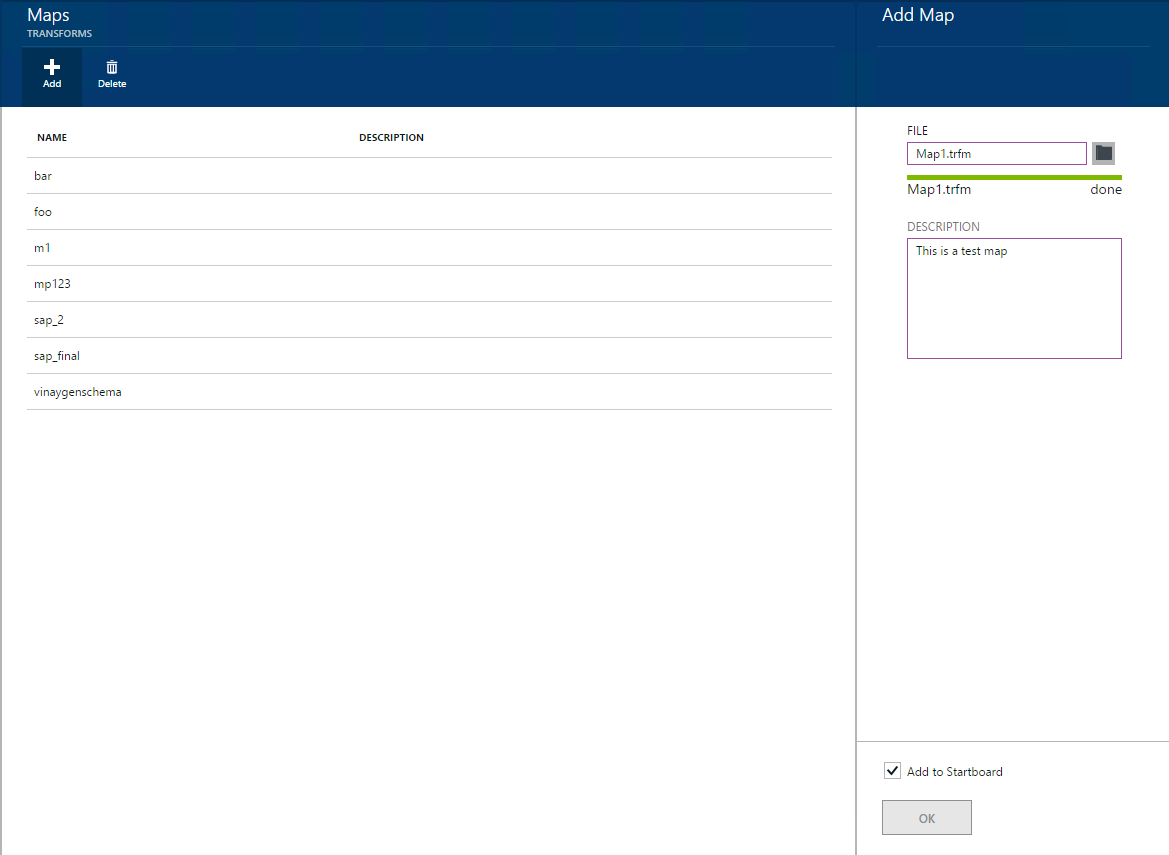 Maps
TRANSFORMS
Add
Delete
NAME DESCRIPTION
bar
foo
m1
mp123
sap_2
sap_final
vinaygenschema
Add Map
FILE
Map1.trfm
Map1.trfm done
DESCRIPTION
This is a test map
Add to Startboard
OK